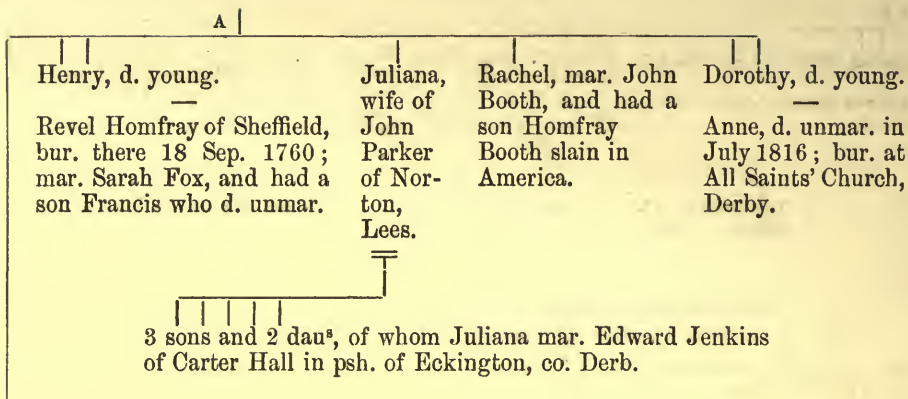 A
Henry, d. young.
—
Revel Homfray of Sheffield,
bur. there 18 Sep. 1760;
mar. Sarah Fox, and had a
son Francis who d. unmar.
Juliana,
wife of
John
Parker
of Nor-
ton,
Lees.
Rachel, mar. John
Booth, and had a
son Homfray
Booth slain in
America.
Dorothy, d. young.
—
Anne, d. unmar. in
July 1816; bur. at
All Saints' Church,
Derby.
3 sons and 2 dauˢ, of whom Juliana mar. Edward Jenkins
of Carter Hall in psh. of Eckington, co. Derb.